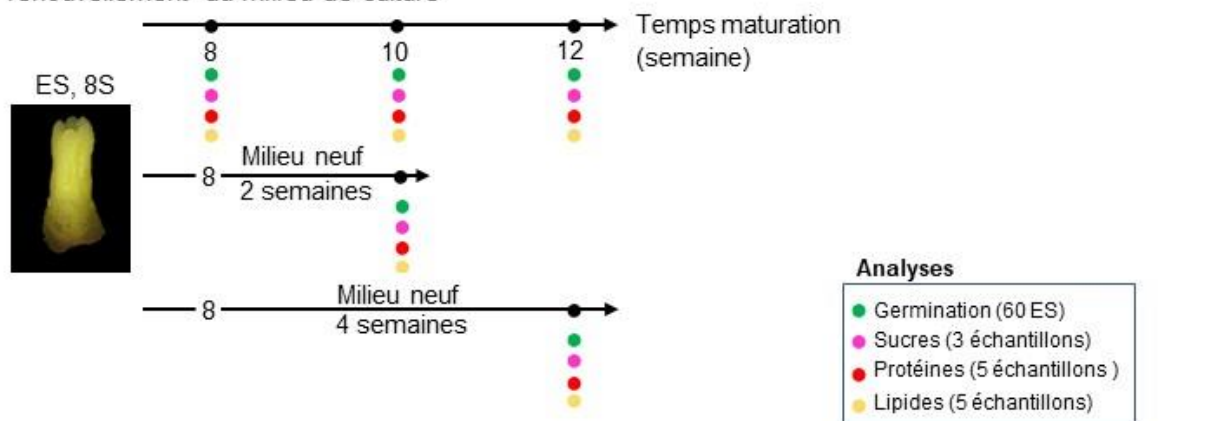 8 10 12
Temps maturation
(semaine)
ES, 8S
8 Milieu neuf
2 semaines
8 Milieu neuf
4 semaines
Analyses
Germination (60 ES)
Sucres (3 échantillons)
Protéines (5 échantillons )
Lipides (5 échantillons)